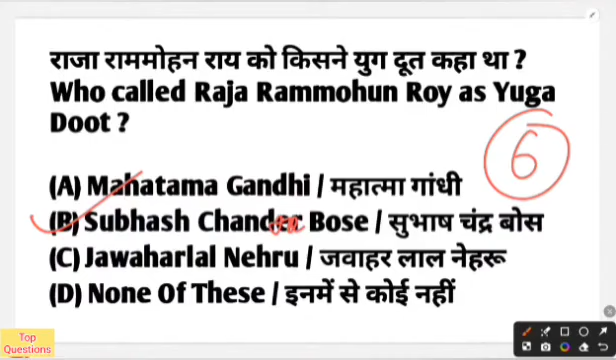 राजा राममोहन राय को किसने युग दूत कहा था ?
Who called Raja Rammohun Roy as Yuga
Doot ?
6
(A) Mahatama Gandhi / महात्मा गांधी
(B) Subhash Chander Bose / सुभाष चंद्र बोस
(C) Jawaharlal Nehru / जवाहर लाल नेहरू
(D) None Of These / इनमें से कोई नहीं
Top
Questions